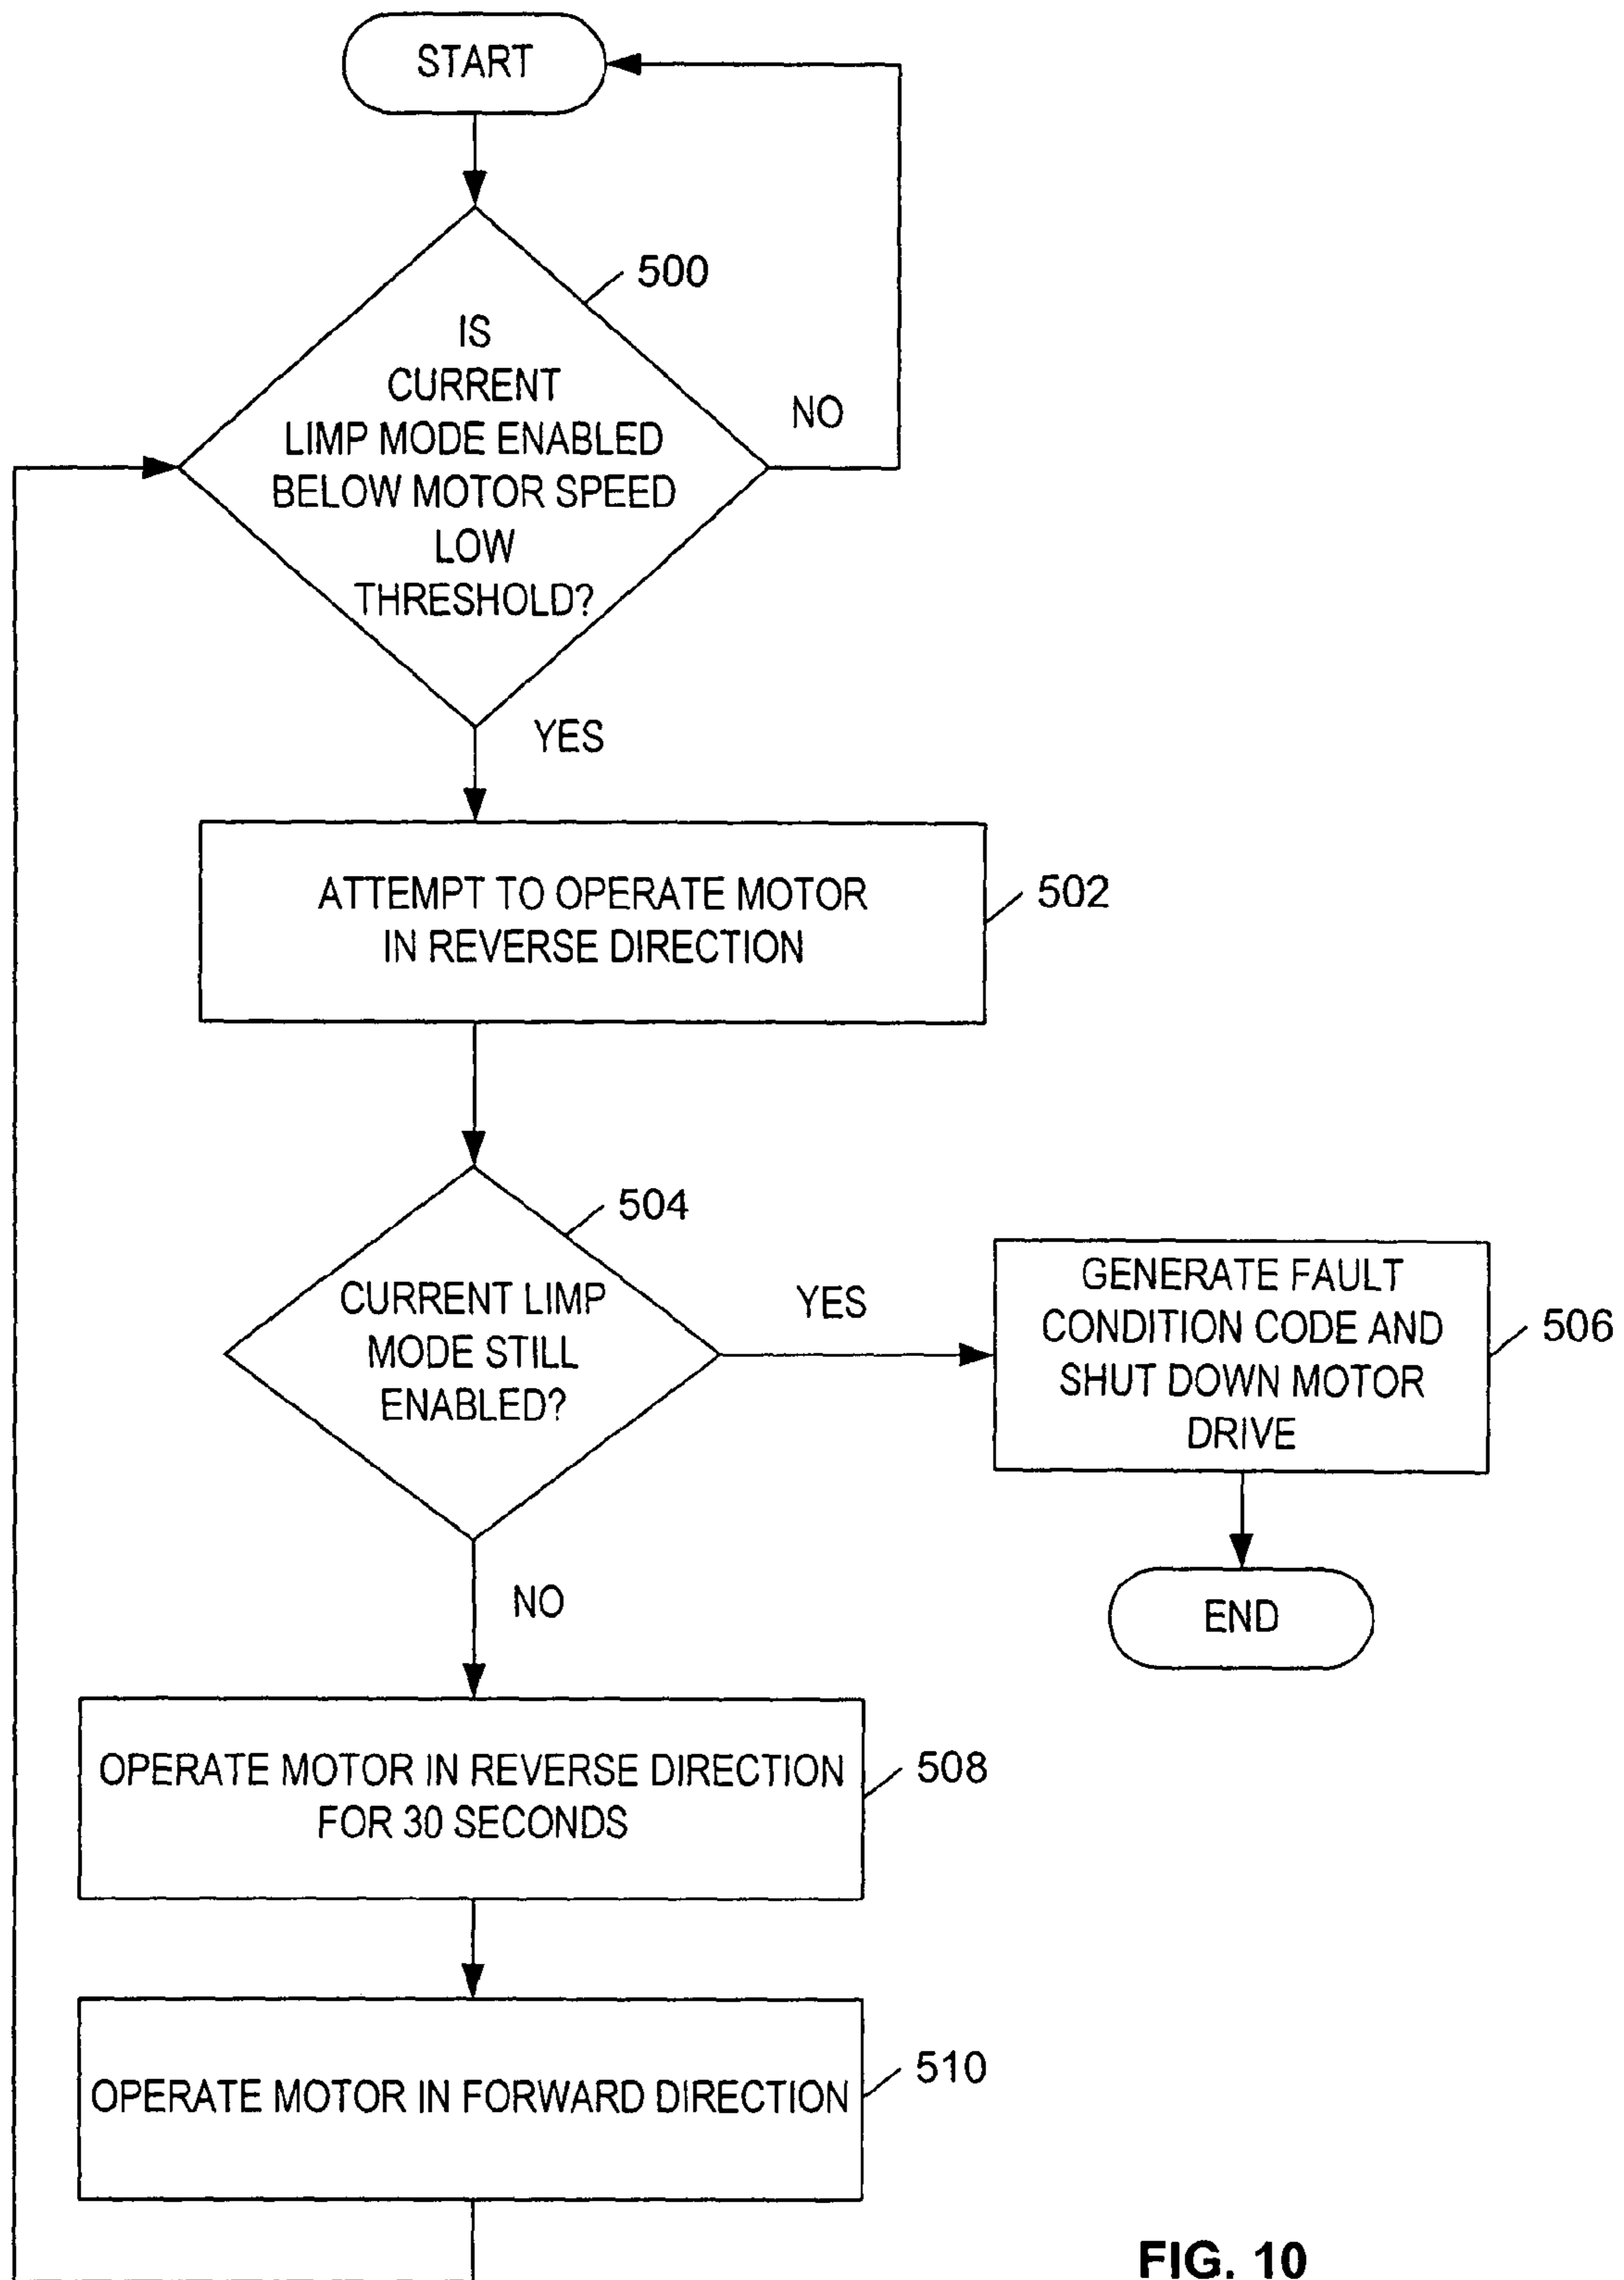 START
500
IS
CURRENT
LIMP MODE ENABLED
BELOW MOTOR SPEED
LOW
THRESHOLD?
NO
YES
ATTEMPT TO OPERATE MOTOR
IN REVERSE DIRECTION
502
504
CURRENT LIMP
MODE STILL
ENABLED?
YES
GENERATE FAULT
CONDITION CODE AND
SHUT DOWN MOTOR
DRIVE
506
NO
END
OPERATE MOTOR IN REVERSE DIRECTION
FOR 30 SECONDS
508
OPERATE MOTOR IN FORWARD DIRECTION
510
FIG. 10